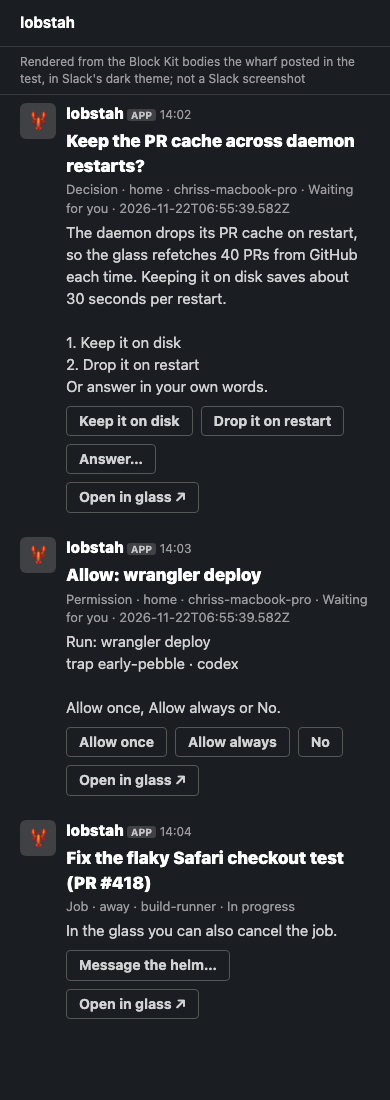 lobstah
Rendered from the Block Kit bodies the wharf posted in the
test, in Slack's dark theme; not a Slack screenshot
lobstah APP 14:02
Keep the PR cache across daemon
restarts?
Decision · home · chriss-macbook-pro · Waiting
for you · 2026-11-22T06:55:39.582Z
The daemon drops its PR cache on restart,
so the glass refetches 40 PRs from GitHub
each time. Keeping it on disk saves about
30 seconds per restart.
1. Keep it on disk
2. Drop it on restart
Or answer in your own words.
Keep it on disk Drop it on restart
Answer...
Open in glass ↗
lobstah APP 14:03
Allow: wrangler deploy
Permission · home · chriss-macbook-pro · Waiting
for you · 2026-11-22T06:55:39.582Z
Run: wrangler deploy
trap early-pebble · codex
Allow once, Allow always or No.
Allow once Allow always No
Open in glass ↗
lobstah APP 14:04
Fix the flaky Safari checkout test
(PR #418)
Job · away · build-runner · In progress
In the glass you can also cancel the job.
Message the helm...
Open in glass ↗